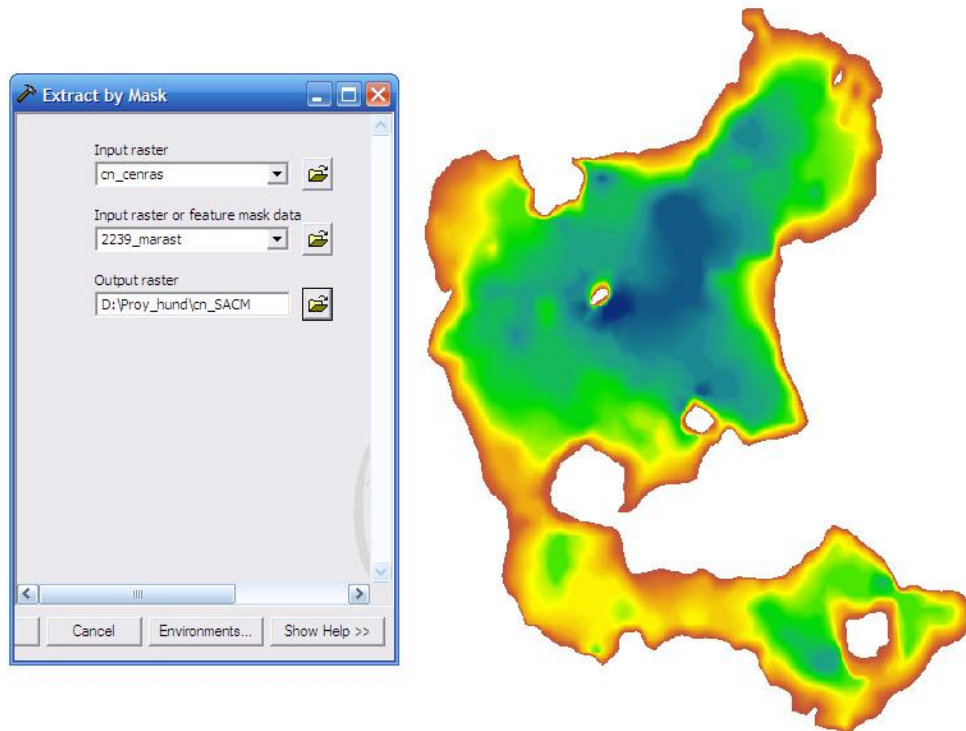 Extract by Mask
Input raster
cn_cenras
Input raster or feature mask data
2239_marast
Output raster
D:\Proy_hund\cn_SACM
Cancel Environments... Show Help >>